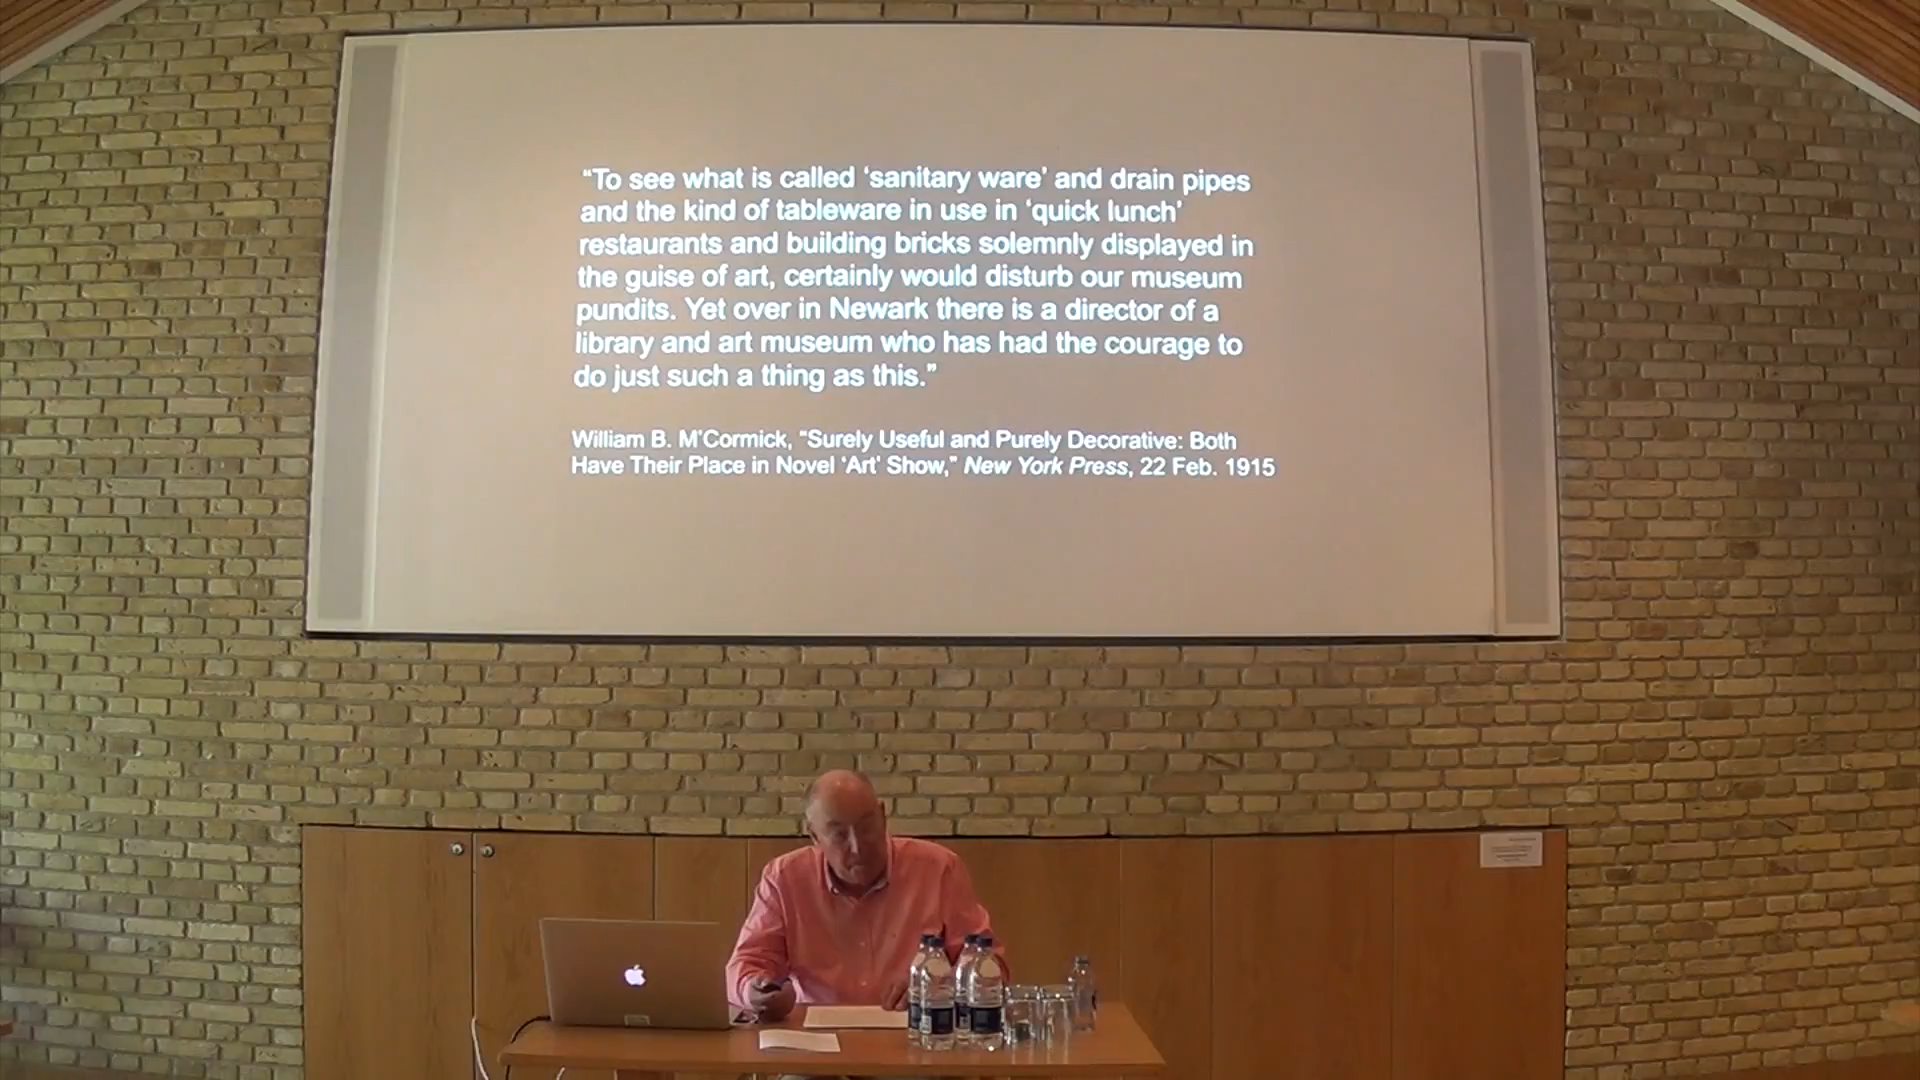 “To see what is called ‘sanitary ware’ and drain pipes
and the kind of tableware in use in ‘quick lunch’
restaurants and building bricks solemnly displayed in
the guise of art, certainly would disturb our museum
pundits. Yet over in Newark there is a director of a
library and art museum who has had the courage to
do just such a thing as this.”
William B. M'Cormick, “Surely Useful and Purely Decorative: Both
Have Their Place in Novel ‘Art’ Show,” New York Press, 22 Feb. 1915